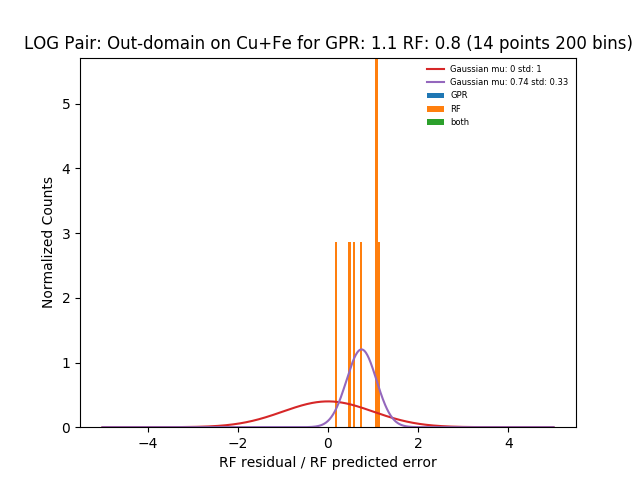 LOG Pair: Out-domain on Cu+Fe for GPR: 1.1 RF: 0.8 (14 points 200 bins)
Gaussian mu: 0 std: 1
Gaussian mu: 0.74 std: 0.33
GPR
RF
both
Normalized Counts
5
4
3
2
1
0
−4 −2 0 2 4
RF residual / RF predicted error